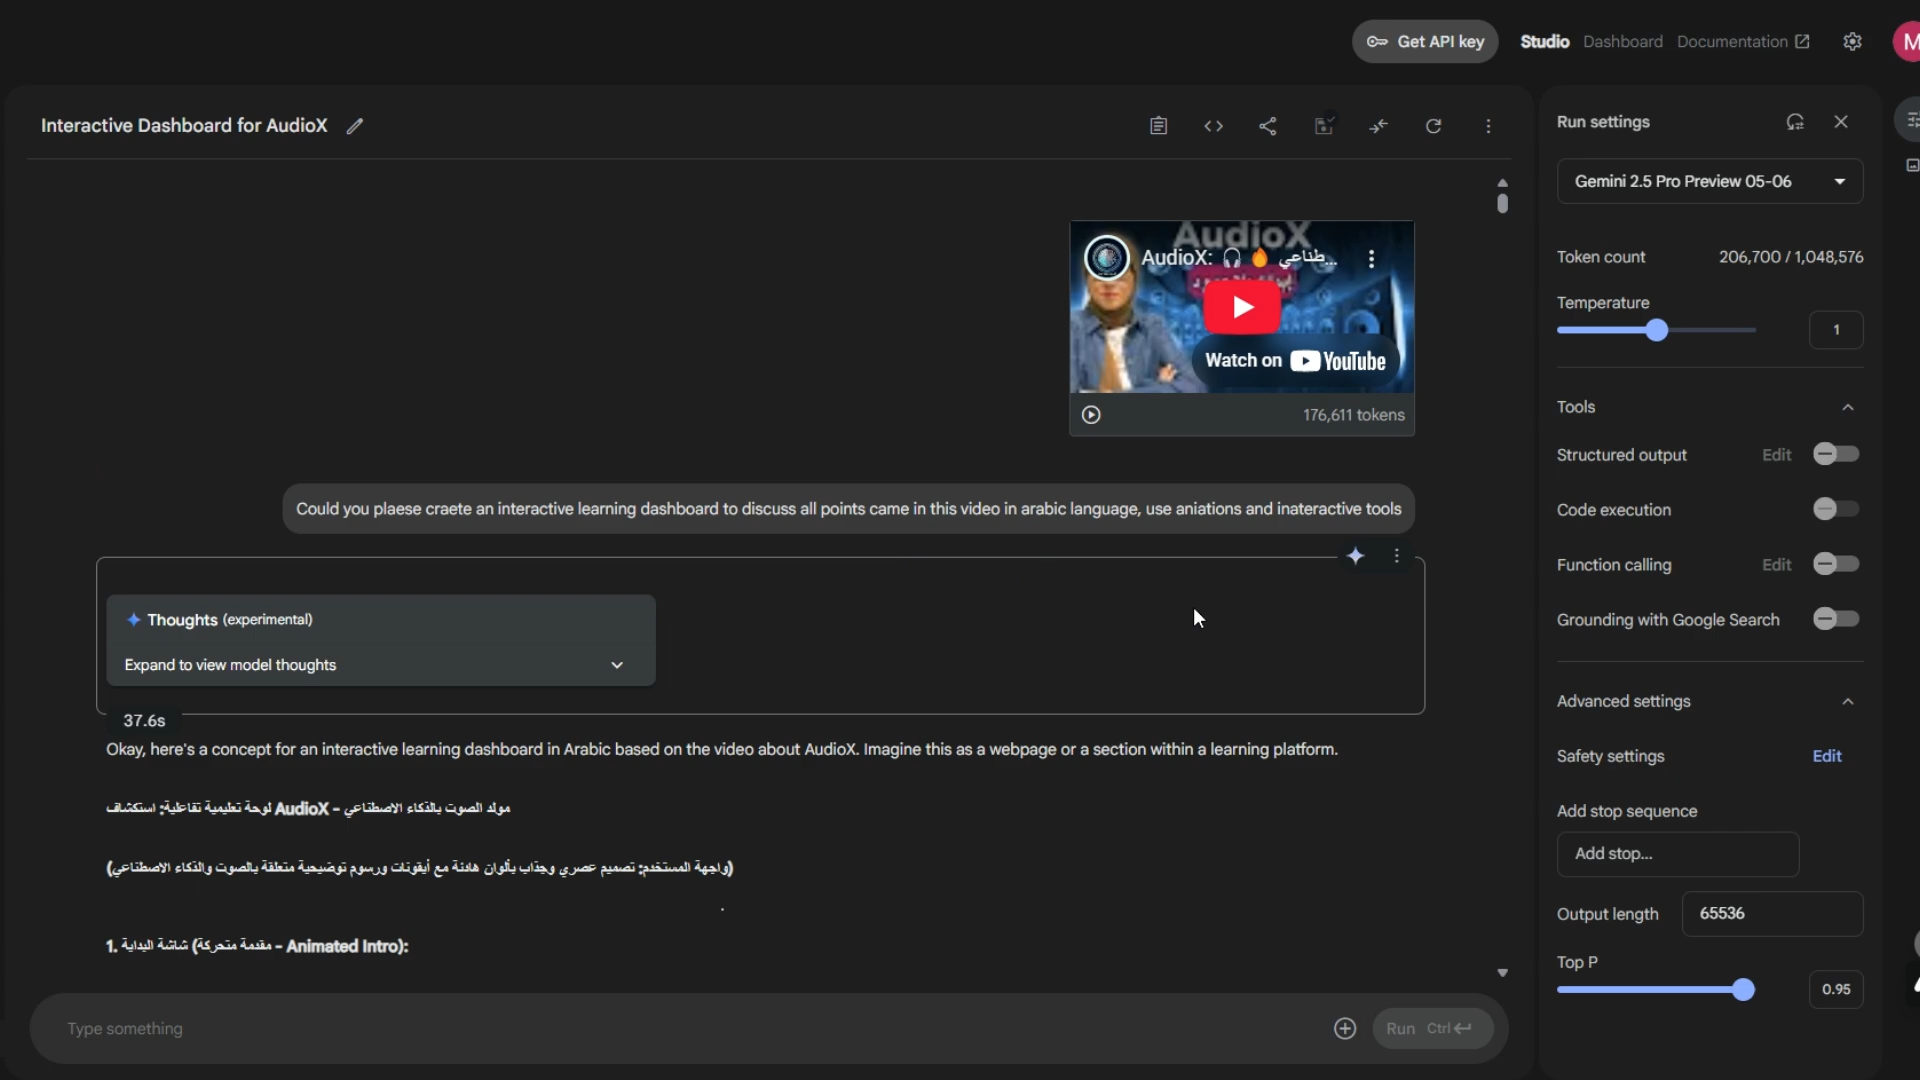 Get API key
Studio
Dashboard
Documentation
M
Interactive Dashboard for AudioX
Run settings
Gemini 2.5 Pro Preview 05-06
Token count
206,700 / 1,048,576
Temperature
1
AudioX
AudioX: 🎧 🔥 طناعي...
Watch on YouTube
176,611 tokens
Tools
Structured output
Edit
Code execution
Function calling
Edit
Grounding with Google Search
Could you plaese craete an interactive learning dashboard to discuss all points came in this video in arabic language, use aniations and inateractive tools
Thoughts (experimental)
Expand to view model thoughts
37.6s
Okay, here's a concept for an interactive learning dashboard in Arabic based on the video about AudioX. Imagine this as a webpage or a section within a learning platform.
لوحة تعليمية تفاعلية: استكشاف AudioX - مولد الصوت بالذكاء الاصطناعي
(واجهة المستخدم: تصميم عصري وجذاب بألوان هادئة مع أيقونات ورسوم توضيحية متعلقة بالصوت والذكاء الاصطناعي)
1. شاشة البداية (مقدمة متحركة - Animated Intro):
Advanced settings
Safety settings
Edit
Add stop sequence
Add stop...
Output length
65536
Top P
0.95
Type something
Run Ctrl